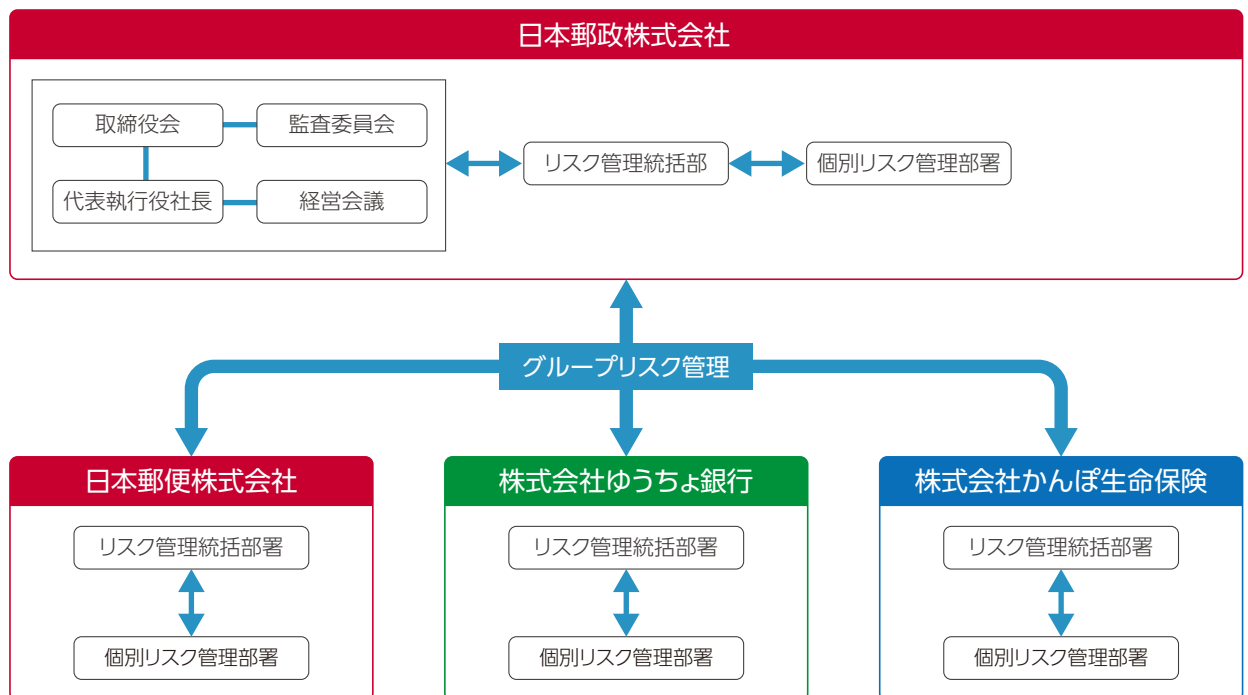 日本郵政株式会社
取締役会
監査委員会
代表執行役社長
経営会議
リスク管理統括部
個別リスク管理部署
グループリスク管理
日本郵便株式会社
リスク管理統括部署
個別リスク管理部署
株式会社ゆうちょ銀行
リスク管理統括部署
個別リスク管理部署
株式会社かんぽ生命保険
リスク管理統括部署
個別リスク管理部署